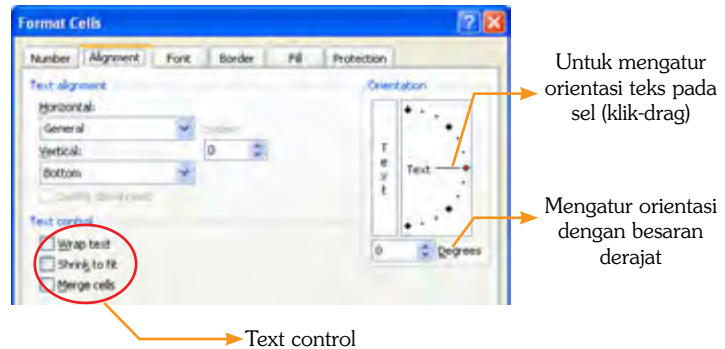 Format Cells
Number Alignment Font Border Fill Protection
Text alignment
Horizontal:
General
Vertical:
0
Bottom
Text control
Wrap text
Shrink to fit
Merge cells
Orientation
Text
Text
0 Degrees
Untuk mengatur
orientasi teks pada
sel (klik-drag)
Mengatur orientasi
dengan besaran
derajat
Text control